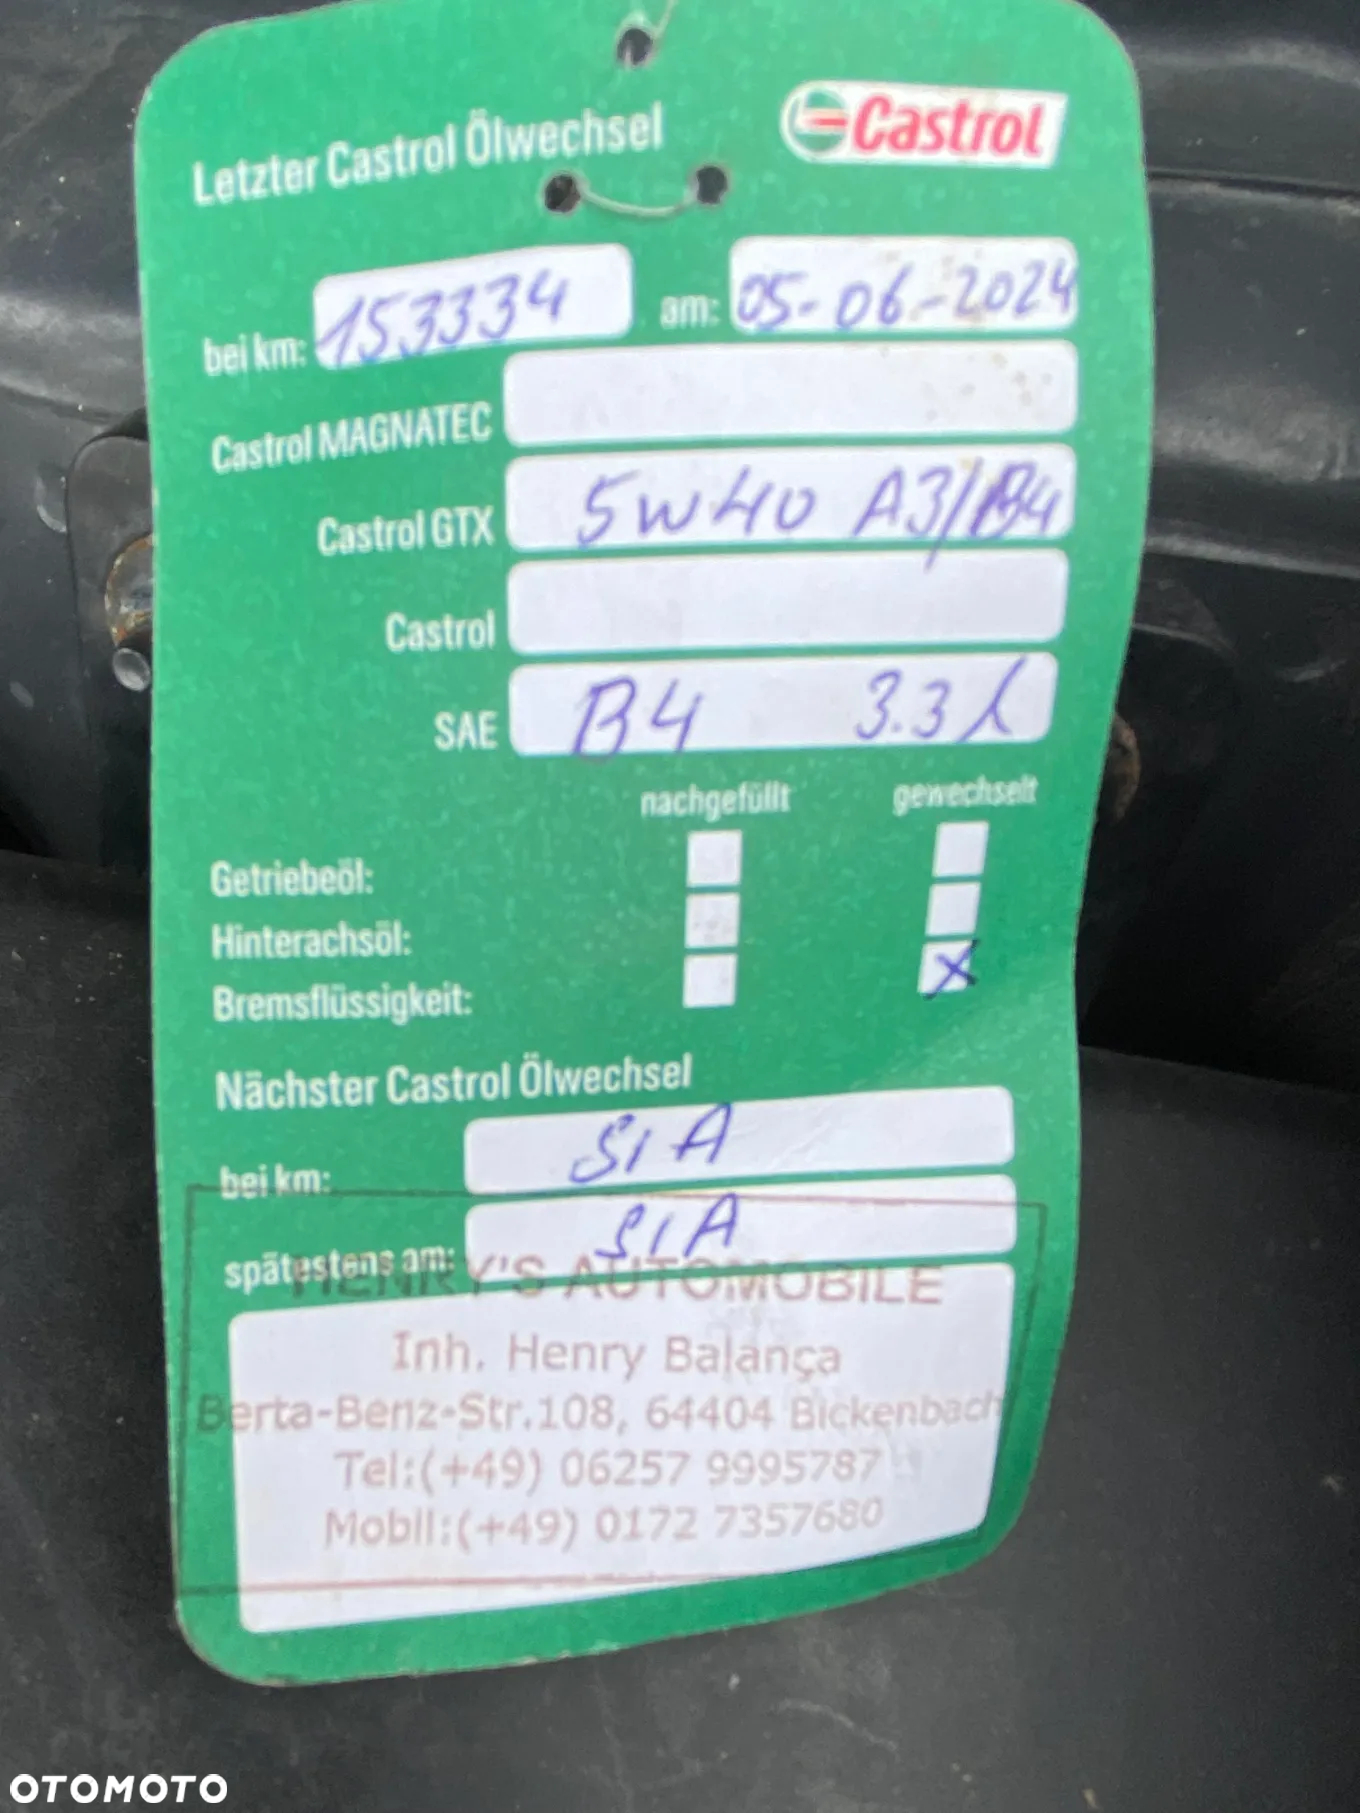 Letzter Castrol Ölwechsel
Castrol
bei km: 153334 am: 05-06-2024
Castrol MAGNATEC
Castrol GTX 5W40 A3/B4
Castrol
SAE B4 3.3 l
nachgefüllt gewechselt
Getriebeöl:
Hinterachsöl:
Bremsflüssigkeit: X
Nächster Castrol Ölwechsel
bei km: SIA
spätestens am: SIA
HENRY'S AUTOMOBILE
Inh. Henry Balança
Berta-Benz-Str.108, 64404 Bickenbach
Tel:(+49) 06257 9995787
Mobil:(+49) 0172 7357680
OTOMOTO